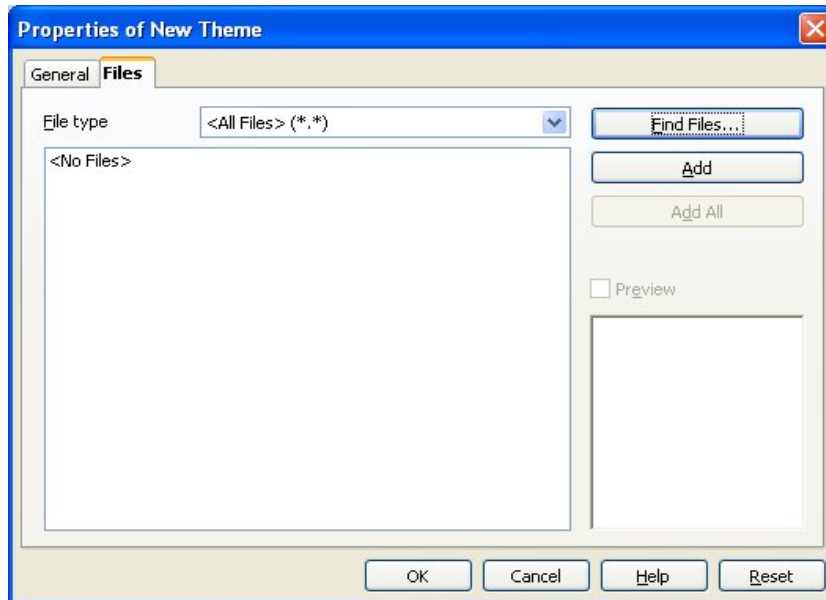 Properties of New Theme
General Files
File type <All Files> (*.*) Find Files...
<No Files>
Add
Add All
Preview
OK Cancel Help Reset